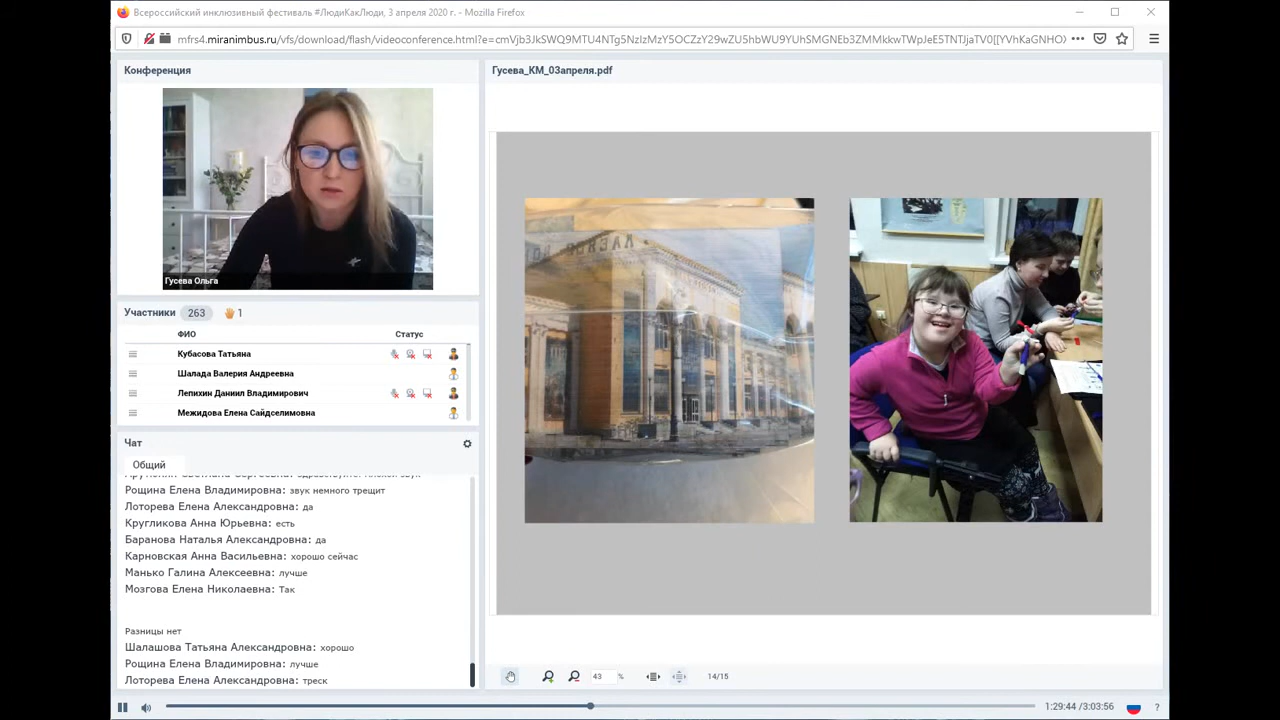 Всероссийский инклюзивный фестиваль #ЛюдиКакЛюди, 3 апреля 2020 г. - Mozilla Firefox
mfrs4.miranimbus.ru/vfs/download/flash/videoconference.html?e=
Конференция
Гусева Ольга
Участники 263 1
ФИО Статус
Кубасова Татьяна
Шалада Валерия Андреевна
Лепихин Даниил Владимирович
Межидова Елена Сайдселимовна
Чат
Общий
Рощина Елена Владимировна: звук немного трещит
Лоторева Елена Александровна: да
Кругликова Анна Юрьевна: есть
Баранова Наталья Александровна: да
Карновская Анна Васильевна: хорошо сейчас
Манько Галина Алексеевна: лучше
Мозгова Елена Николаевна: Так
Разницы нет
Шалашова Татьяна Александровна: хорошо
Рощина Елена Владимировна: лучше
Лоторева Елена Александровна: треск
Гусева_КМ_03апреля.pdf
43 % 14/15
1:29:44 /3:03:56 ?